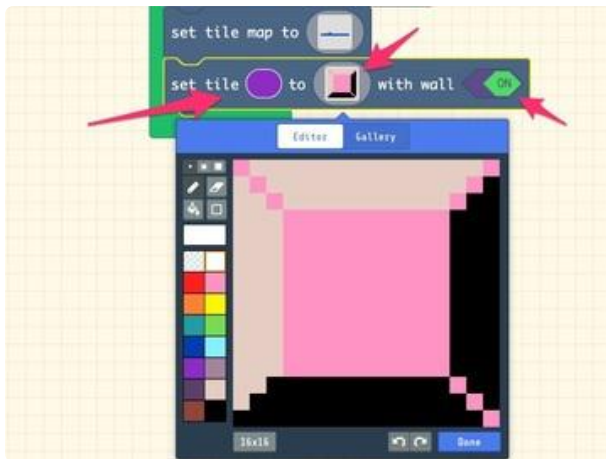 set tile map to
set tile to with wall ON
Editor Gallery
16x16 Done